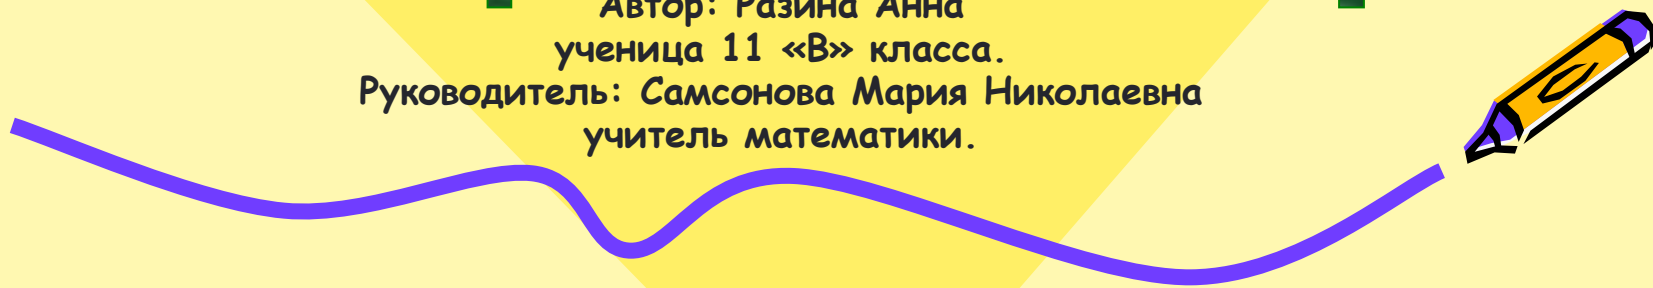 Автор: Разина Анна
ученица 11 «В» класса.
Руководитель: Самсонова Мария Николаевна
учитель математики.